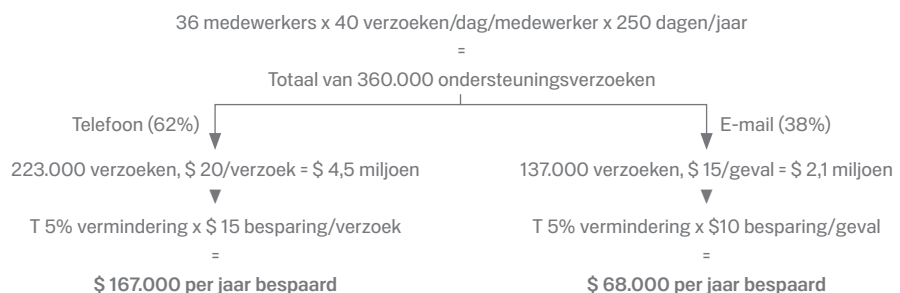 36 medewerkers x 40 verzoeken/dag/medewerker x 250 dagen/jaar
=
Totaal van 360.000 ondersteuningsverzoeken
Telefoon (62%)
E-mail (38%)
223.000 verzoeken, $ 20/verzoek = $ 4,5 miljoen
137.000 verzoeken, $ 15/geval = $ 2,1 miljoen
T 5% vermindering x $ 15 besparing/verzoek
T 5% vermindering x $10 besparing/geval
=
=
$ 167.000 per jaar bespaard
$ 68.000 per jaar bespaard